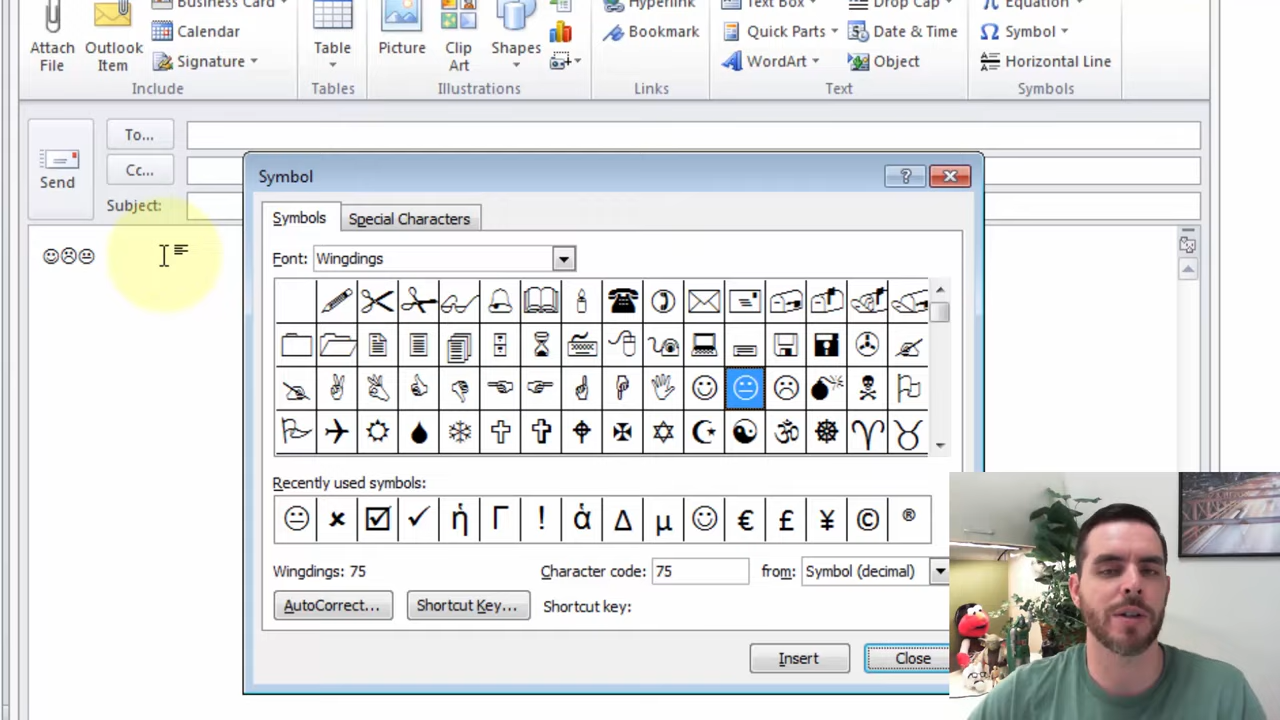 Business Card
Hyperlink
Text Box
Drop Cap
Equation
Calendar
Bookmark
Quick Parts
Date & Time
Symbol
Attach File
Outlook Item
Signature
Table
Picture
Clip Art
Shapes
WordArt
Object
Horizontal Line
Include
Tables
Illustrations
Links
Text
Symbols
To...
Send
Cc...
Subject:
☺☹😐
Symbol
?
Symbols
Special Characters
Font:
Wingdings
Recently used symbols:
😐 × ☑ ✓ ἡ Γ ! ἁ Δ μ ☺ € £ ¥ © ®
Wingdings: 75
Character code:
75
from:
Symbol (decimal)
AutoCorrect...
Shortcut Key...
Shortcut key:
Insert
Close